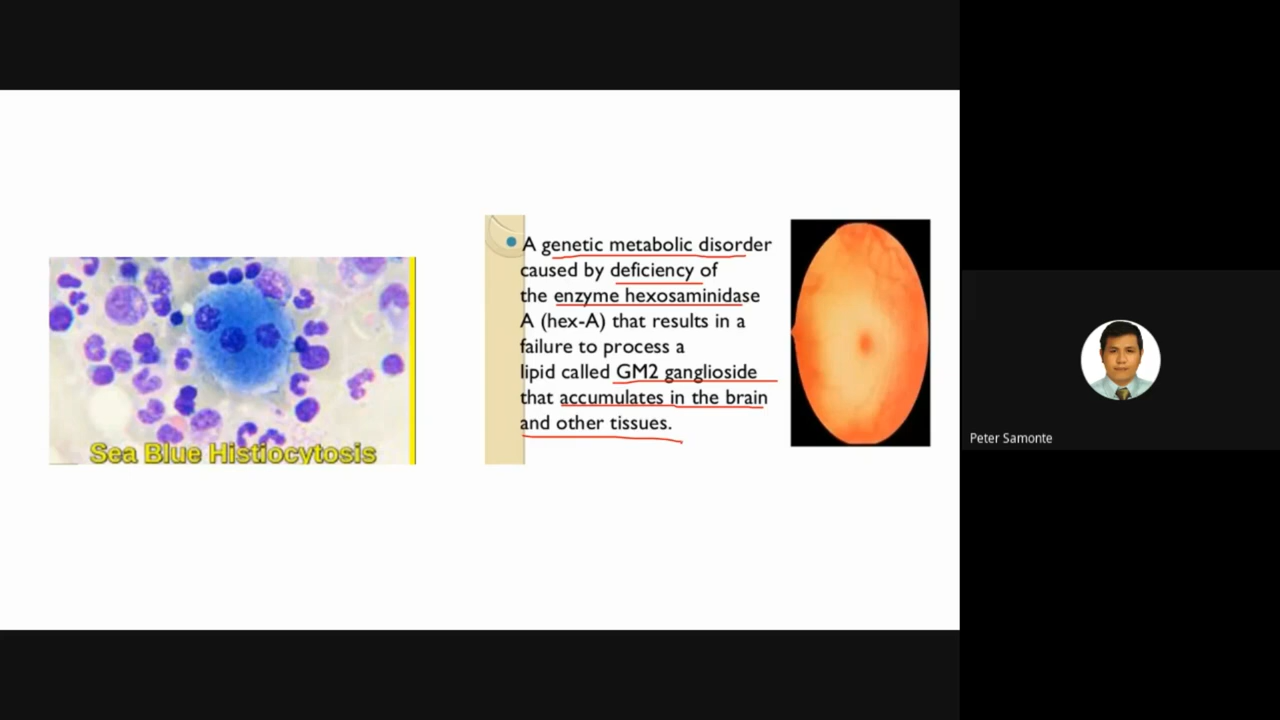 Sea Blue Histiocytosis
A genetic metabolic disorder
caused by deficiency of
the enzyme hexosaminidase
A (hex-A) that results in a
failure to process a
lipid called GM2 ganglioside
that accumulates in the brain
and other tissues.
Peter Samonte